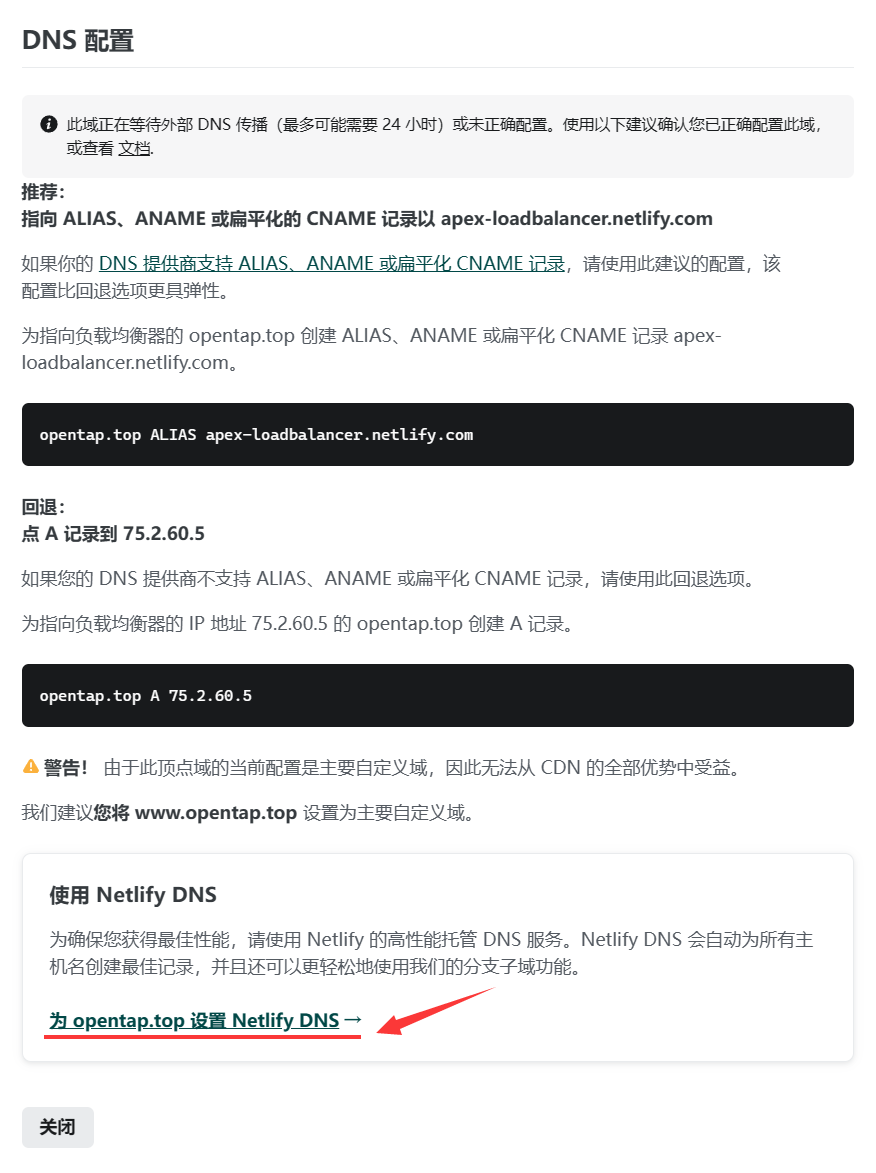 DNS 配置
此域正在等待外部 DNS 传播（最多可能需要 24 小时）或未正确配置。使用以下建议确认您已正确配置此域，
或查看 文档.
推荐：
指向 ALIAS、ANAME 或扁平化的 CNAME 记录以 apex-loadbalancer.netlify.com
如果你的 DNS 提供商支持 ALIAS、ANAME 或扁平化 CNAME 记录，请使用此建议的配置，该
配置比回退选项更具弹性。
为指向负载均衡器的 opentap.top 创建 ALIAS、ANAME 或扁平化 CNAME 记录 apex-
loadbalancer.netlify.com。
opentap.top ALIAS apex-loadbalancer.netlify.com
回退：
点 A 记录到 75.2.60.5
如果您的 DNS 提供商不支持 ALIAS、ANAME 或扁平化 CNAME 记录，请使用此回退选项。
为指向负载均衡器的 IP 地址 75.2.60.5 的 opentap.top 创建 A 记录。
opentap.top A 75.2.60.5
警告！ 由于此顶点域的当前配置是主要自定义域，因此无法从 CDN 的全部优势中受益。
我们建议您将 www.opentap.top 设置为主要自定义域。
使用 Netlify DNS
为确保您获得最佳性能，请使用 Netlify 的高性能托管 DNS 服务。Netlify DNS 会自动为所有主
机名创建最佳记录，并且还可以更轻松地使用我们的分支子域功能。
为 opentap.top 设置 Netlify DNS →
关闭